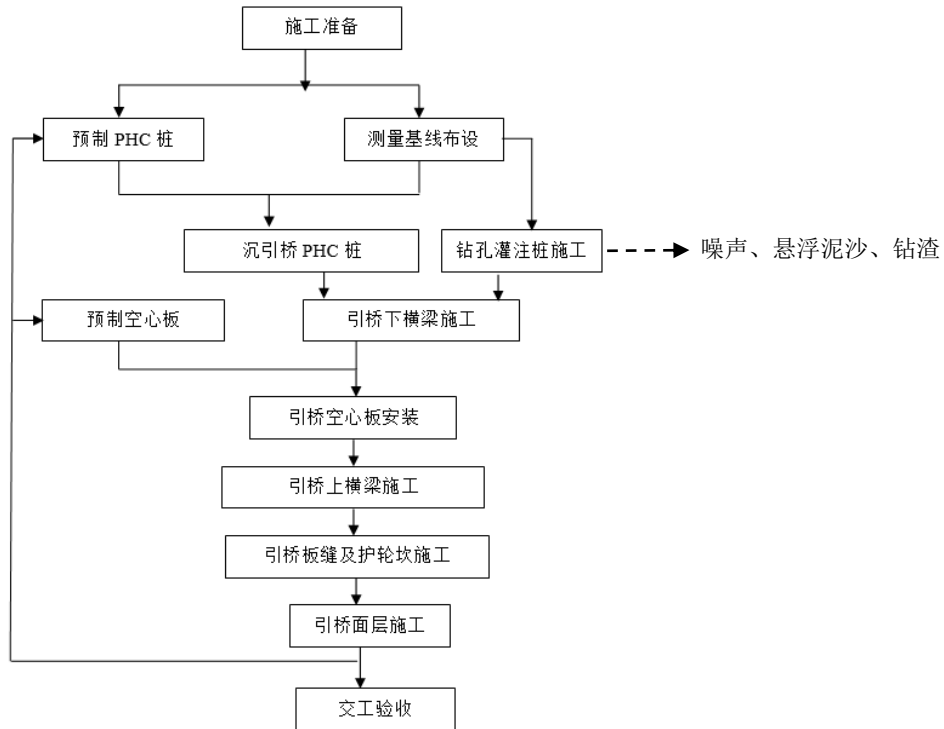 施工准备
预制 PHC 桩
测量基线布设
沉引桥 PHC 桩
钻孔灌注桩施工
噪声、悬浮泥沙、钻渣
预制空心板
引桥下横梁施工
引桥空心板安装
引桥上横梁施工
引桥板缝及护轮坎施工
引桥面层施工
交工验收